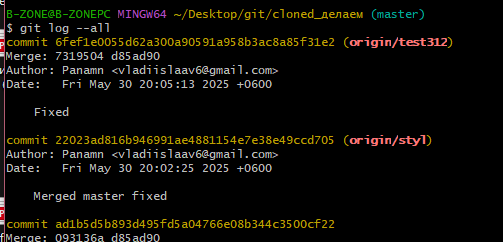 B-ZONE@B-ZONEPC MINGW64 ~/Desktop/git/cloned_делаем (master)
$ git log --all
commit 6fef1e0055d62a300a90591a958b3ac8a85f31e2 (origin/test312)
Merge: 7319504 d85ad90
Author: Panamn <vladiislaav6@gmail.com>
Date:   Fri May 30 20:05:13 2025 +0600
    Fixed
commit 22023ad816b946991ae4881154e7e38e49ccd705 (origin/styl)
Author: Panamn <vladiislaav6@gmail.com>
Date:   Fri May 30 20:02:25 2025 +0600
    Merged master fixed
commit ad1b5d5b893d495fd5a04766e08b344c3500cf22
Merge: 093136a d85ad90